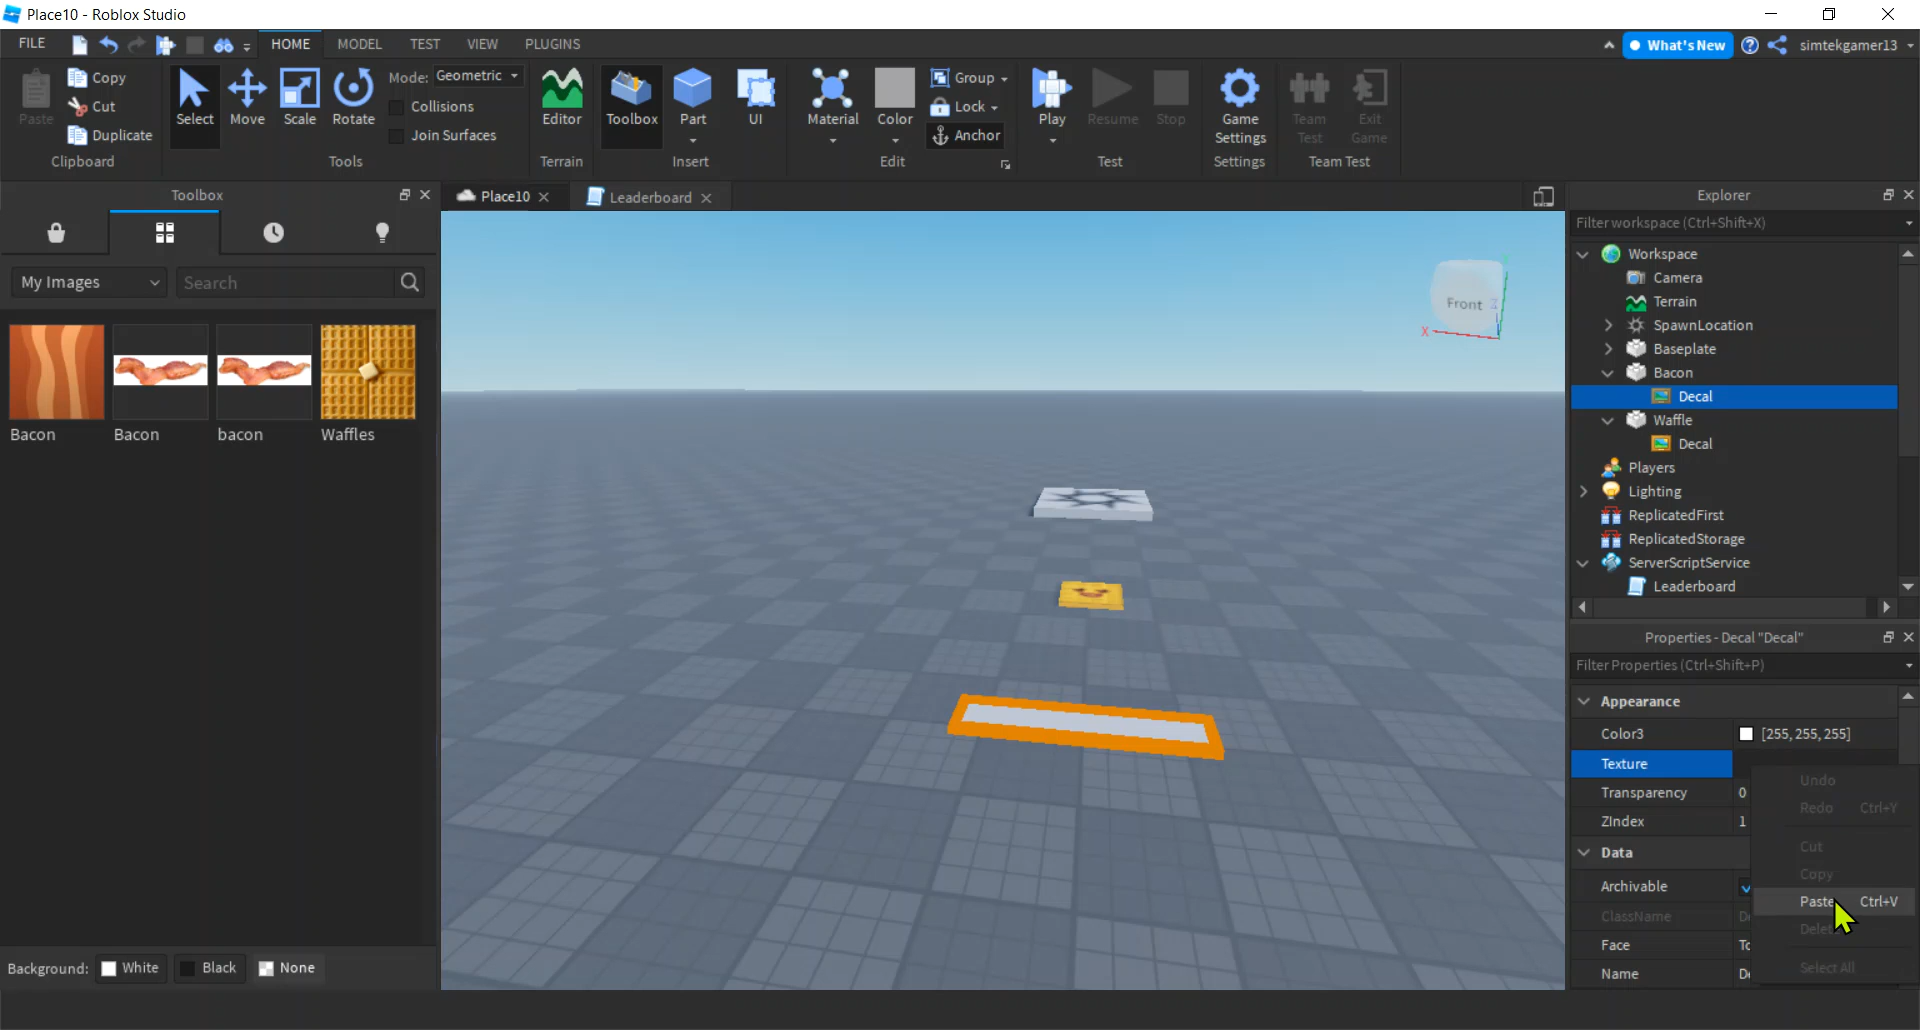 Place10 - Roblox Studio
FILE HOME MODEL TEST VIEW PLUGINS What's New simtekgamer13
Paste Copy Cut Duplicate Clipboard
Select Move Scale Rotate Mode: Geometric Collisions Join Surfaces Tools
Editor Terrain
Toolbox Part UI Insert
Material Color Group Lock Anchor Edit
Play Resume Stop Test
Game Settings Settings
Team Test Exit Game Team Test
Toolbox
My Images Search
Bacon Bacon bacon Waffles
Background: White Black None
Place10 Leaderboard
Front
X
Z
Explorer
Filter workspace (Ctrl+Shift+X)
Workspace
Camera
Terrain
SpawnLocation
Baseplate
Bacon
Decal
Waffle
Decal
Players
Lighting
ReplicatedFirst
ReplicatedStorage
ServerScriptService
Leaderboard
Properties - Decal "Decal"
Filter Properties (Ctrl+Shift+P)
Appearance
Color3 [255, 255, 255]
Texture
Transparency 0
ZIndex 1
Data
Archivable
ClassName
Face
Name
Undo
Redo Ctrl+Y
Cut
Copy
Paste Ctrl+V
Select All